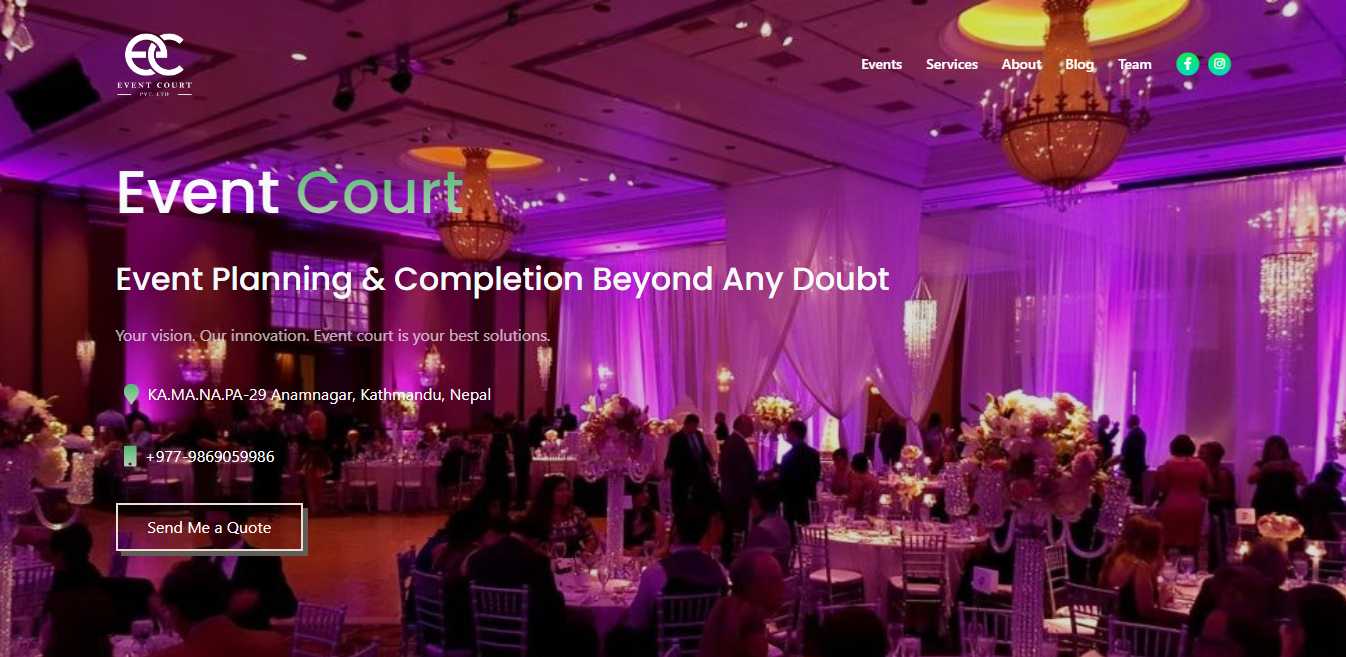 EC
EVENT COURT
PVT. LTD
Events Services About Blog Team
Event Court
Event Planning & Completion Beyond Any Doubt
Your vision. Our innovation. Event court is your best solutions.
KA.MA.NA.PA-29 Anamnagar, Kathmandu, Nepal
+977-9869059986
Send Me a Quote